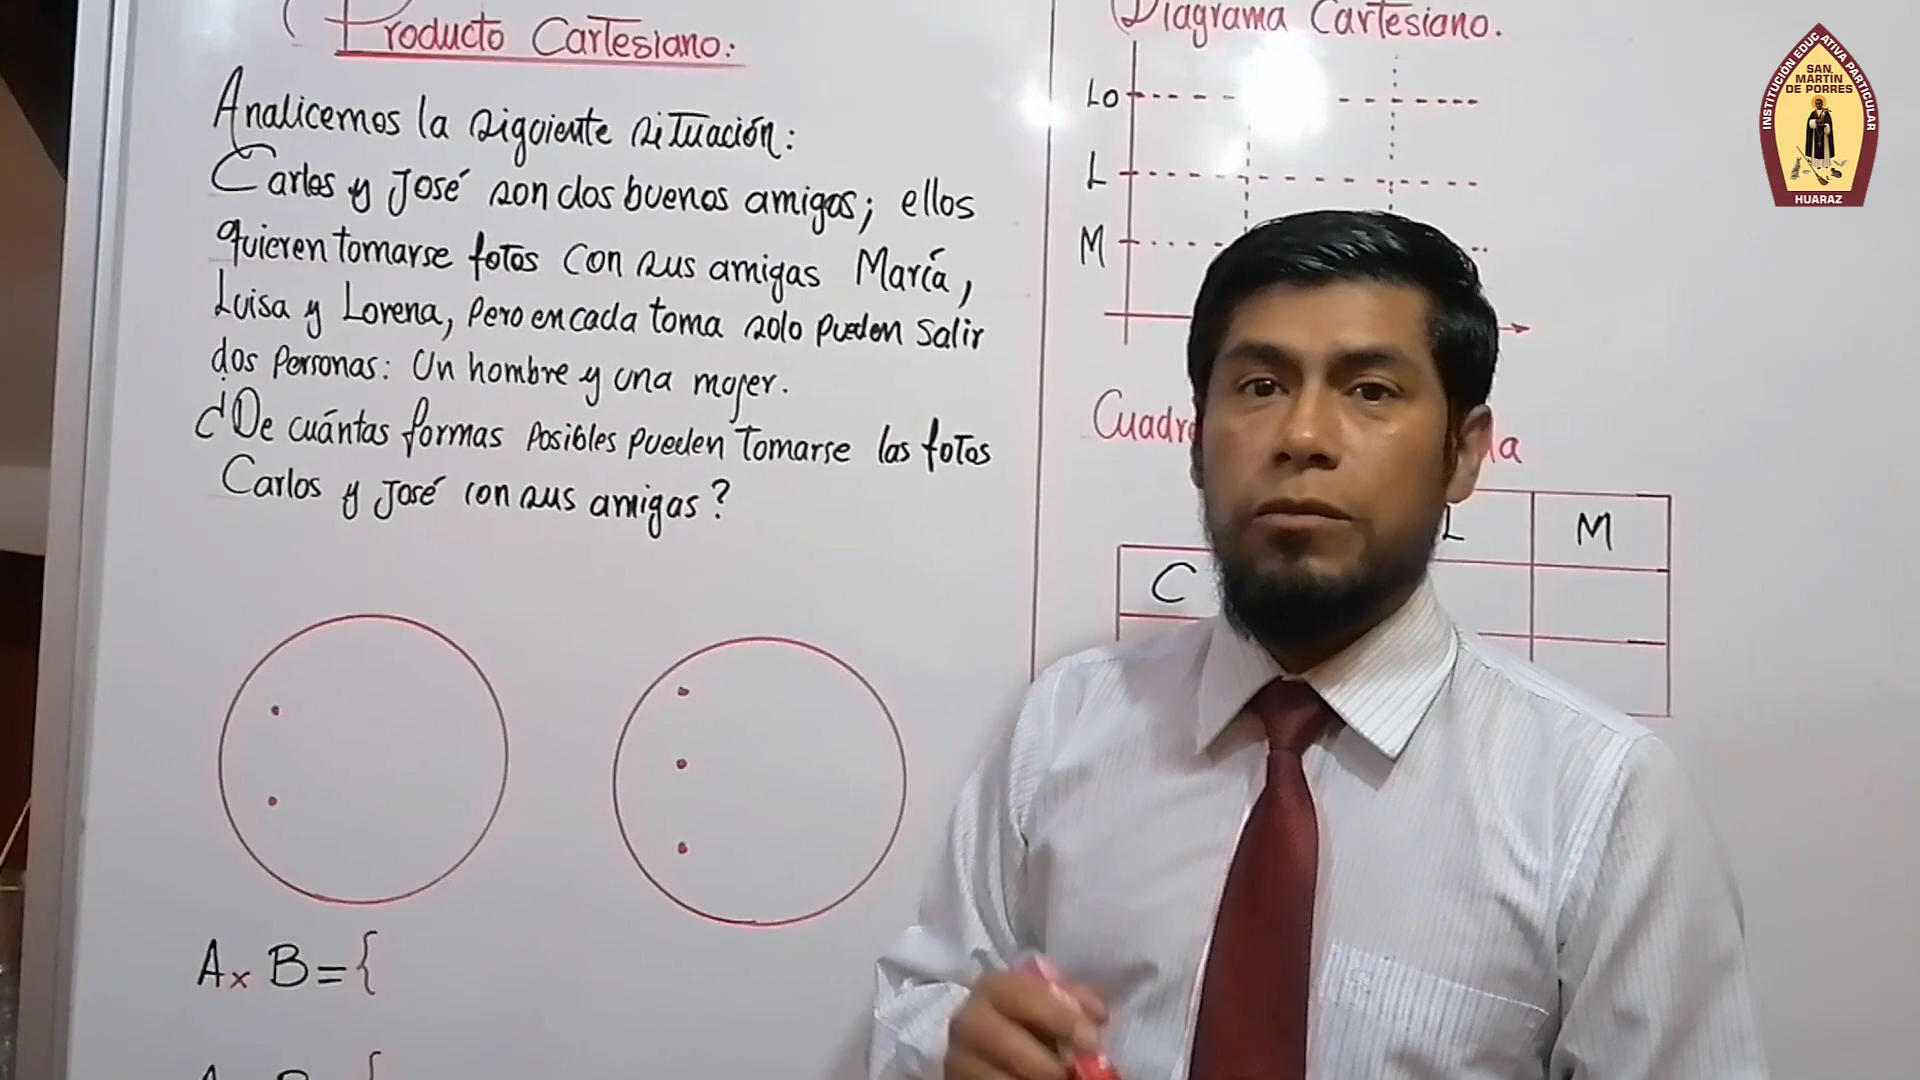 Producto Cartesiano:
Analicemos la siguiente situación:
Carlos y José son dos buenos amigos; ellos
quieren tomarse fotos con sus amigas María,
Luisa y Lorena, Pero en cada toma solo pueden salir
dos Personas: Un hombre y una mujer.
¿De cuántas formas Posibles pueden tomarse las fotos
Carlos y José con sus amigas?
A x B = {
Diagrama Cartesiano.
Lo
L
M
L
M
C
INSTITUCIÓN EDUCATIVA PARTICULAR
SAN
MARTÍN
DE PORRES
HUARAZ